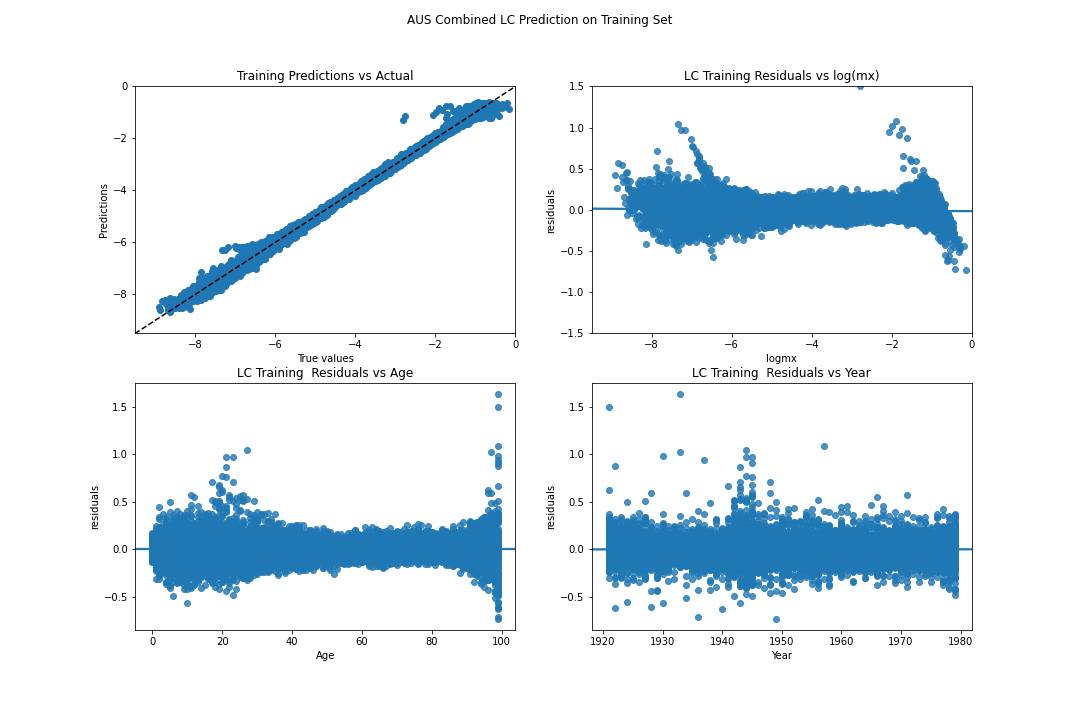 AUS Combined LC Prediction on Training Set
Training Predictions vs Actual
0
−2
−4
−6
−8
Predictions
−8 −6 −4 −2 0
True values
LC Training Residuals vs log(mx)
1.5
1.0
0.5
0.0
−0.5
−1.0
−1.5
residuals
−8 −6 −4 −2 0
logmx
LC Training  Residuals vs Age
1.5
1.0
0.5
0.0
−0.5
residuals
0 20 40 60 80 100
Age
LC Training  Residuals vs Year
1.5
1.0
0.5
0.0
−0.5
residuals
1920 1930 1940 1950 1960 1970 1980
Year